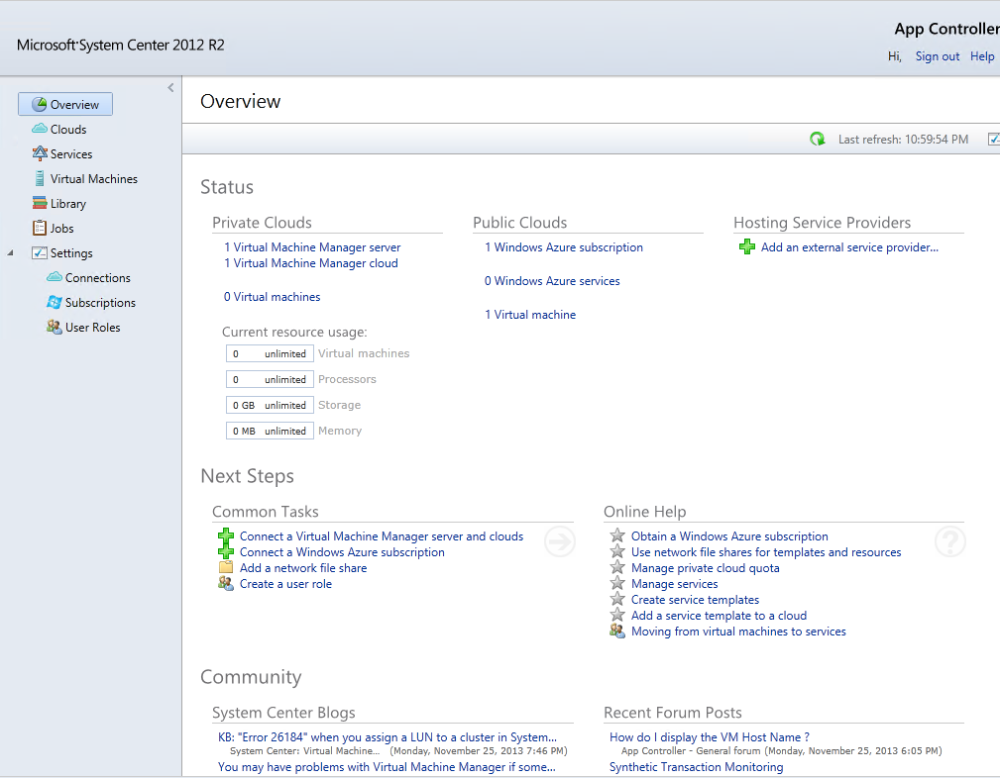 App Controller
Microsoft System Center 2012 R2
Hi, Sign out Help
Overview
Clouds
Services
Virtual Machines
Library
Jobs
Settings
Connections
Subscriptions
User Roles
Overview
Last refresh: 10:59:54 PM
Status
Private Clouds
1 Virtual Machine Manager server
1 Virtual Machine Manager cloud
0 Virtual machines
Current resource usage:
0 unlimited Virtual machines
0 unlimited Processors
0 GB unlimited Storage
0 MB unlimited Memory
Public Clouds
1 Windows Azure subscription
0 Windows Azure services
1 Virtual machine
Hosting Service Providers
Add an external service provider...
Next Steps
Common Tasks
Connect a Virtual Machine Manager server and clouds
Connect a Windows Azure subscription
Add a network file share
Create a user role
Online Help
Obtain a Windows Azure subscription
Use network file shares for templates and resources
Manage private cloud quota
Manage services
Create service templates
Add a service template to a cloud
Moving from virtual machines to services
Community
System Center Blogs
KB: "Error 26184" when you assign a LUN to a cluster in System...
System Center: Virtual Machine... (Monday, November 25, 2013 7:46 PM)
You may have problems with Virtual Machine Manager if some...
Recent Forum Posts
How do I display the VM Host Name ?
App Controller - General forum (Monday, November 25, 2013 6:05 PM)
Synthetic Transaction Monitoring